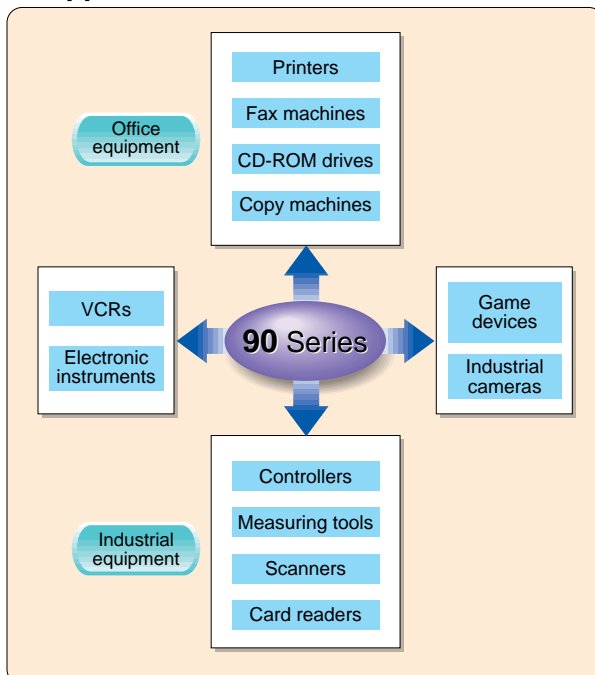 Printers
Office
equipment
Fax machines
CD-ROM drives
Copy machines
VCRs
Electronic
instruments
90 Series
Game
devices
Industrial
cameras
Controllers
Measuring tools
Industrial
equipment
Scanners
Card readers